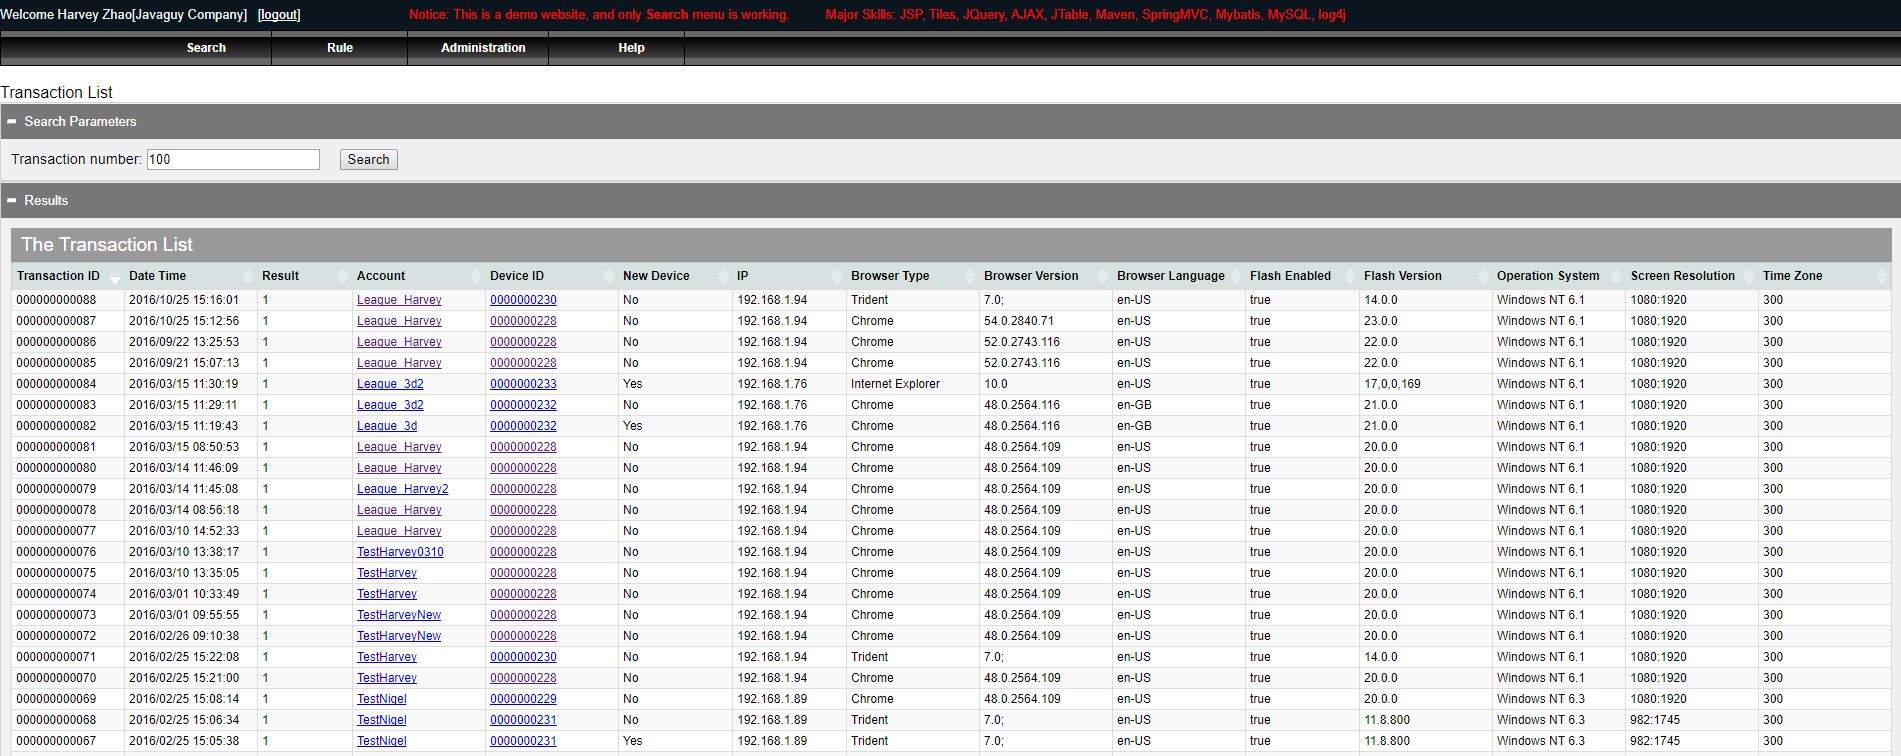 Welcome Harvey Zhao[Javaguy Company] [logout] Notice: This is a demo website, and only Search menu is working. Major Skills: JSP, Tiles, JQuery, AJAX, JTable, Maven, SpringMVC, Mybatis, MySQL, log4j
Search Rule Administration Help
Transaction List
Search Parameters
Transaction number: 100 Search
Results
The Transaction List
Transaction ID Date Time Result Account Device ID New Device IP Browser Type Browser Version Browser Language Flash Enabled Flash Version Operation System Screen Resolution Time Zone
000000000088 2016/10/25 15:16:01 1 League_Harvey 0000000230 No 192.168.1.94 Trident 7.0; en-US true 14.0.0 Windows NT 6.1 1080:1920 300
000000000087 2016/10/25 15:12:56 1 League_Harvey 0000000228 No 192.168.1.94 Chrome 54.0.2840.71 en-US true 23.0.0 Windows NT 6.1 1080:1920 300
000000000086 2016/09/22 13:25:53 1 League_Harvey 0000000228 No 192.168.1.94 Chrome 52.0.2743.116 en-US true 22.0.0 Windows NT 6.1 1080:1920 300
000000000085 2016/09/21 15:07:13 1 League_Harvey 0000000228 No 192.168.1.94 Chrome 52.0.2743.116 en-US true 22.0.0 Windows NT 6.1 1080:1920 300
000000000084 2016/03/15 11:30:19 1 League_3d2 0000000233 Yes 192.168.1.76 Internet Explorer 10.0 en-US true 17,0,0,169 Windows NT 6.1 1080:1920 300
000000000083 2016/03/15 11:29:11 1 League_3d2 0000000232 No 192.168.1.76 Chrome 48.0.2564.116 en-GB true 21.0.0 Windows NT 6.1 1080:1920 300
000000000082 2016/03/15 11:19:43 1 League_3d 0000000232 Yes 192.168.1.76 Chrome 48.0.2564.116 en-GB true 21.0.0 Windows NT 6.1 1080:1920 300
000000000081 2016/03/15 08:50:53 1 League_Harvey 0000000228 No 192.168.1.94 Chrome 48.0.2564.109 en-US true 20.0.0 Windows NT 6.1 1080:1920 300
000000000080 2016/03/14 11:46:09 1 League_Harvey 0000000228 No 192.168.1.94 Chrome 48.0.2564.109 en-US true 20.0.0 Windows NT 6.1 1080:1920 300
000000000079 2016/03/14 11:45:08 1 League_Harvey2 0000000228 No 192.168.1.94 Chrome 48.0.2564.109 en-US true 20.0.0 Windows NT 6.1 1080:1920 300
000000000078 2016/03/14 08:56:18 1 League_Harvey 0000000228 No 192.168.1.94 Chrome 48.0.2564.109 en-US true 20.0.0 Windows NT 6.1 1080:1920 300
000000000077 2016/03/10 14:52:33 1 League_Harvey 0000000228 No 192.168.1.94 Chrome 48.0.2564.109 en-US true 20.0.0 Windows NT 6.1 1080:1920 300
000000000076 2016/03/10 13:38:17 1 TestHarvey0310 0000000228 No 192.168.1.94 Chrome 48.0.2564.109 en-US true 20.0.0 Windows NT 6.1 1080:1920 300
000000000075 2016/03/10 13:35:05 1 TestHarvey 0000000228 No 192.168.1.94 Chrome 48.0.2564.109 en-US true 20.0.0 Windows NT 6.1 1080:1920 300
000000000074 2016/03/01 10:33:49 1 TestHarvey 0000000228 No 192.168.1.94 Chrome 48.0.2564.109 en-US true 20.0.0 Windows NT 6.1 1080:1920 300
000000000073 2016/03/01 09:55:55 1 TestHarveyNew 0000000228 No 192.168.1.94 Chrome 48.0.2564.109 en-US true 20.0.0 Windows NT 6.1 1080:1920 300
000000000072 2016/02/26 09:10:38 1 TestHarveyNew 0000000228 No 192.168.1.94 Chrome 48.0.2564.109 en-US true 20.0.0 Windows NT 6.1 1080:1920 300
000000000071 2016/02/25 15:22:08 1 TestHarvey 0000000230 No 192.168.1.94 Trident 7.0; en-US true 14.0.0 Windows NT 6.1 1080:1920 300
000000000070 2016/02/25 15:21:00 1 TestHarvey 0000000228 No 192.168.1.94 Chrome 48.0.2564.109 en-US true 20.0.0 Windows NT 6.1 1080:1920 300
000000000069 2016/02/25 15:08:14 1 TestNigel 0000000229 No 192.168.1.89 Chrome 48.0.2564.109 en-US true 20.0.0 Windows NT 6.3 1080:1920 300
000000000068 2016/02/25 15:06:34 1 TestNigel 0000000231 No 192.168.1.89 Trident 7.0; en-US true 11.8.800 Windows NT 6.3 982:1745 300
000000000067 2016/02/25 15:05:38 1 TestNigel 0000000231 Yes 192.168.1.89 Trident 7.0; en-US true 11.8.800 Windows NT 6.3 982:1745 300